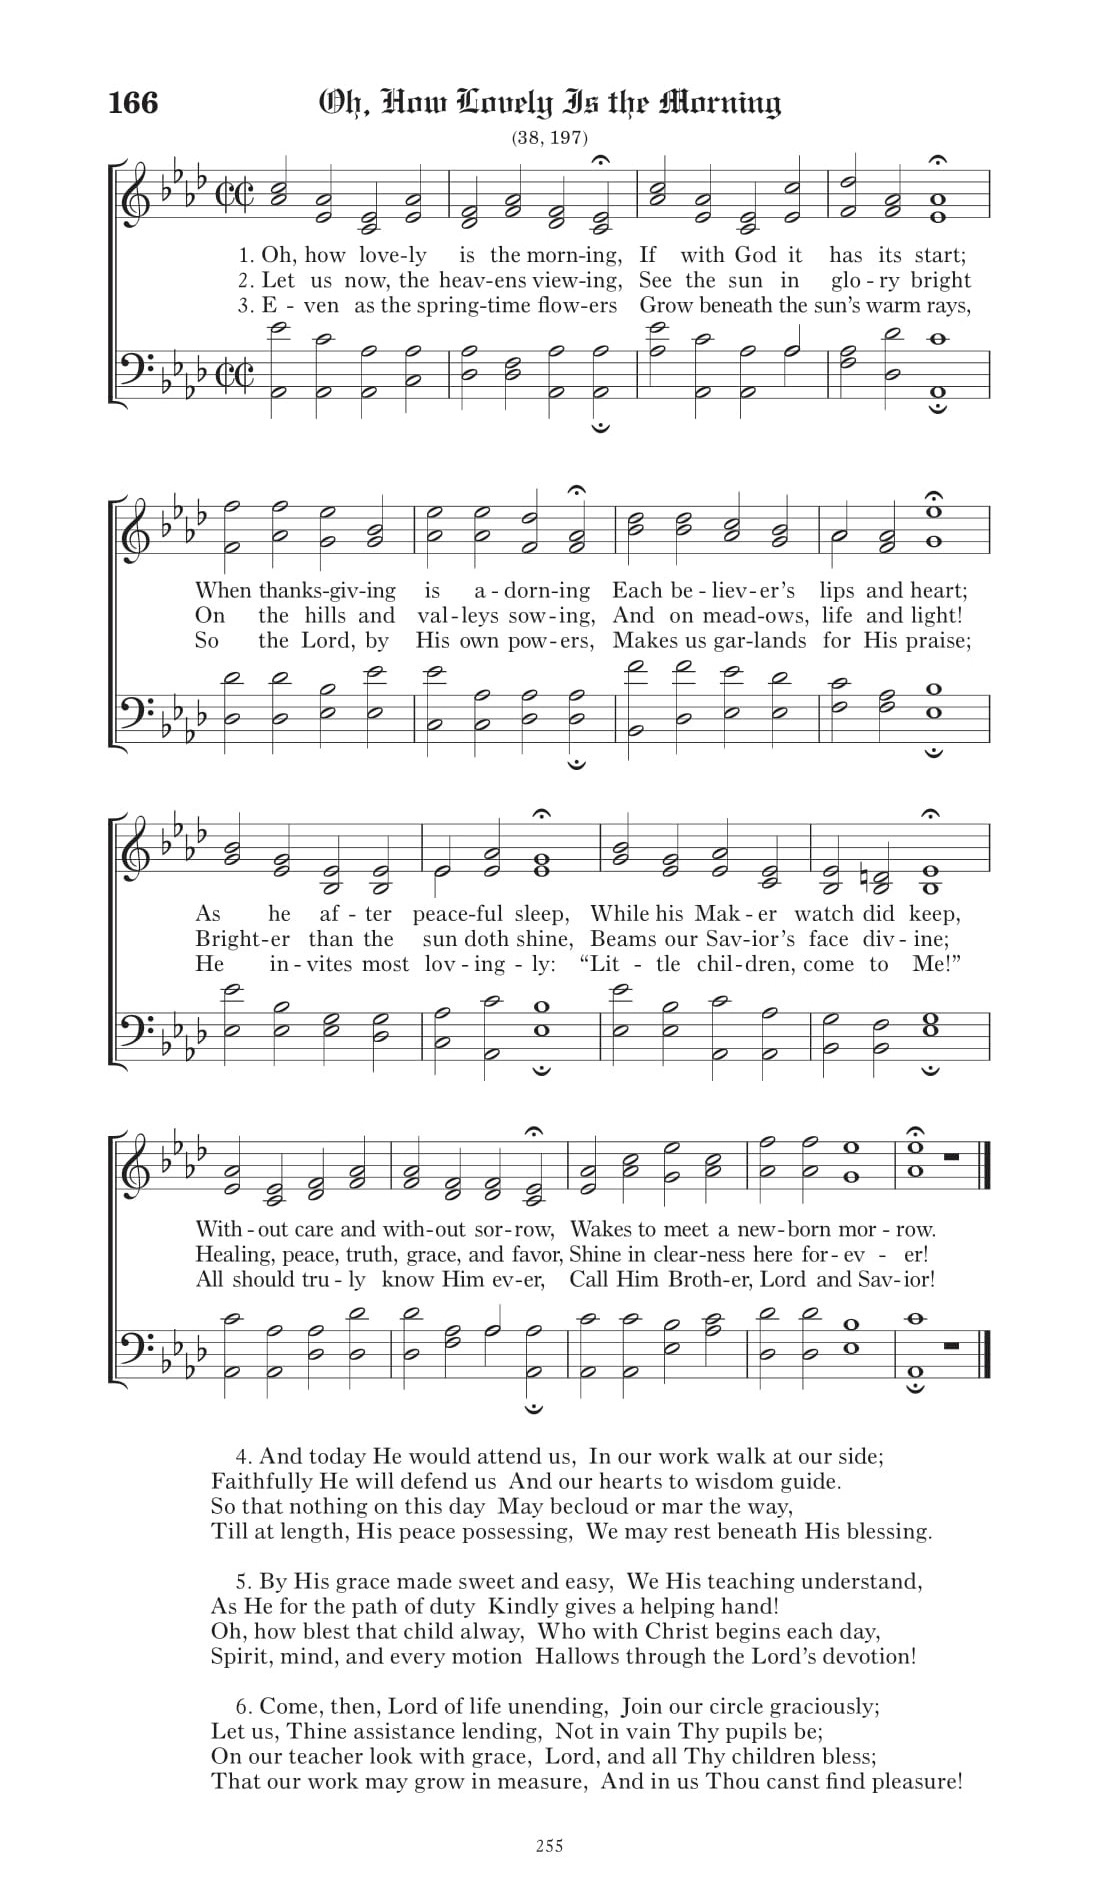 166 Oh, How Lovely Is the Morning
(38, 197)
1. Oh, how love-ly is the morn-ing, If with God it has its start;
2. Let us now, the heav-ens view-ing, See the sun in glo-ry bright
3. E-ven as the spring-time flow-ers Grow beneath the sun's warm rays,
When thanks-giv-ing is a-dorn-ing Each be-liev-er's lips and heart;
On the hills and val-leys sow-ing, And on mead-ows, life and light!
So the Lord, by His own pow-ers, Makes us gar-lands for His praise;
As he af-ter peace-ful sleep, While his Mak-er watch did keep,
Bright-er than the sun doth shine, Beams our Sav-ior's face div-ine;
He in-vites most lov-ing-ly: “Lit-tle chil-dren, come to Me!”
With-out care and with-out sor-row, Wakes to meet a new-born mor-row.
Healing, peace, truth, grace, and favor, Shine in clear-ness here for-ev-er!
All should tru-ly know Him ev-er, Call Him Broth-er, Lord and Sav-ior!
4. And today He would attend us, In our work walk at our side;
Faithfully He will defend us And our hearts to wisdom guide.
So that nothing on this day May becloud or mar the way,
Till at length, His peace possessing, We may rest beneath His blessing.
5. By His grace made sweet and easy, We His teaching understand,
As He for the path of duty Kindly gives a helping hand!
Oh, how blest that child alway, Who with Christ begins each day,
Spirit, mind, and every motion Hallows through the Lord's devotion!
6. Come, then, Lord of life unending, Join our circle graciously;
Let us, Thine assistance lending, Not in vain Thy pupils be;
On our teacher look with grace, Lord, and all Thy children bless;
That our work may grow in measure, And in us Thou canst find pleasure!
255